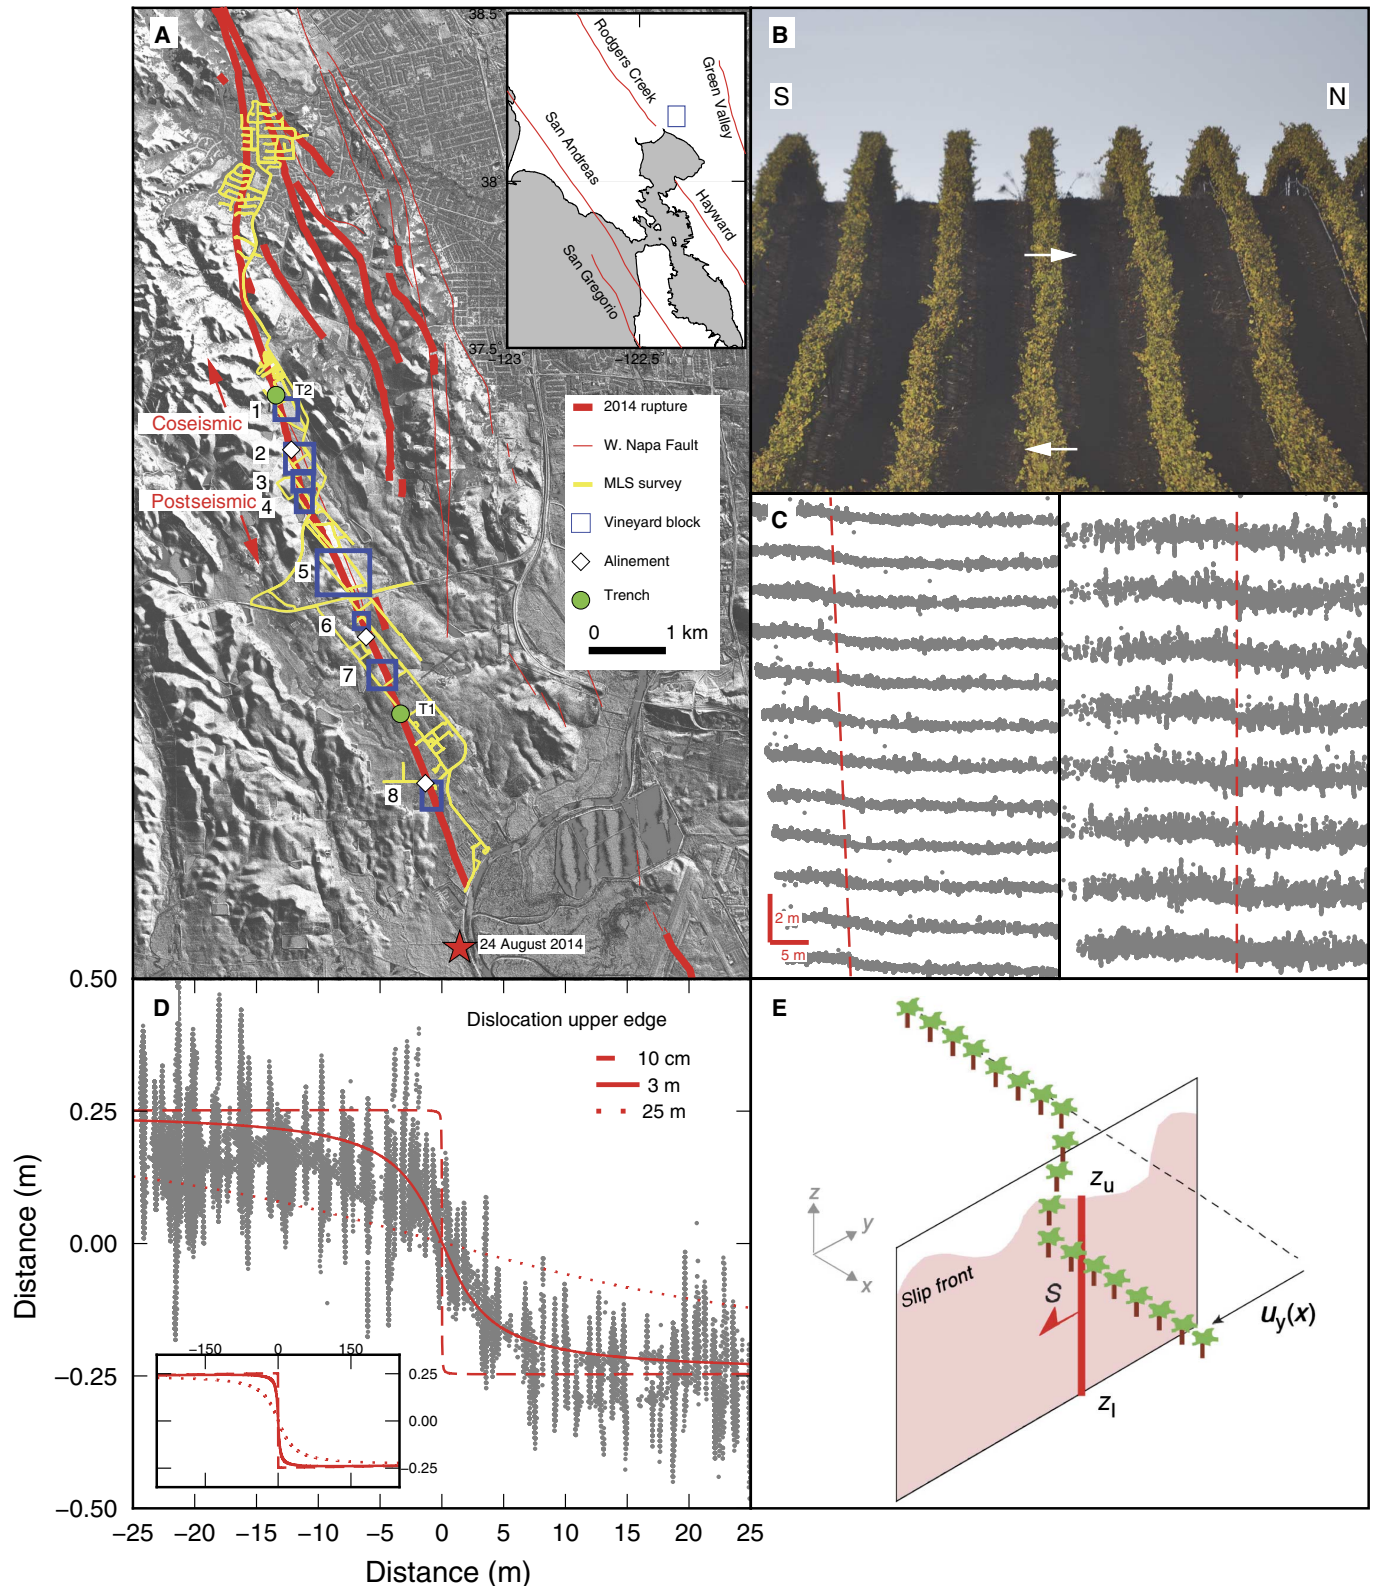 A
38.5
Rodgers Creek
Green Valley
San Andreas
38
Hayward
San Gregorio
37.5
−123
−122.5
T2
1
Coseismic
2
3
Postseismic
4
5
6
7
T1
8
24 August 2014
2014 rupture
W. Napa Fault
MLS survey
Vineyard block
Alinement
Trench
0 1 km
B
S N
C
2 m
5 m
D
Dislocation upper edge
10 cm
3 m
25 m
0.50
0.25
0.00
−0.25
−0.50
Distance (m)
−150 0 150
0.25
0.00
−0.25
−25 −20 −15 −10 −5 0 5 10 15 20 25
Distance (m)
E
z
y
x
Slip front
zu
S
zl
uy(x)